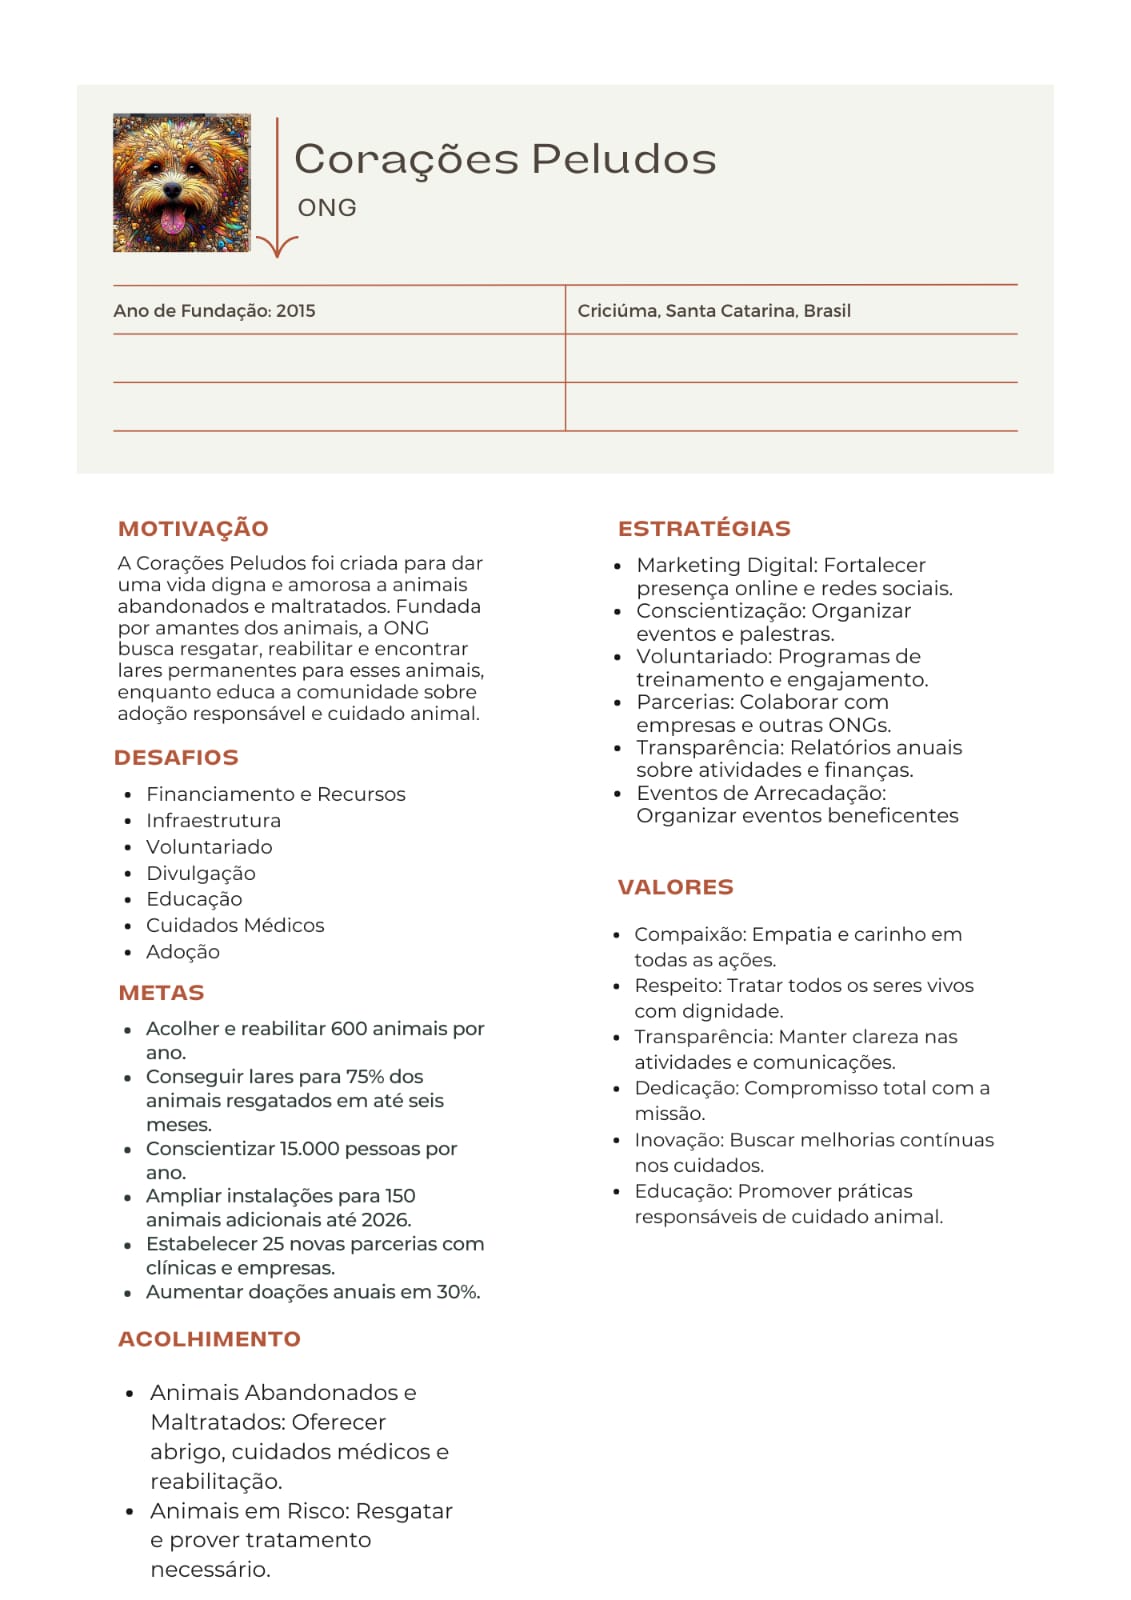 Corações Peludos
ONG
Ano de Fundação: 2015
Criciúma, Santa Catarina, Brasil
MOTIVAÇÃO
A Corações Peludos foi criada para dar
uma vida digna e amorosa a animais
abandonados e maltratados. Fundada
por amantes dos animais, a ONG
busca resgatar, reabilitar e encontrar
lares permanentes para esses animais,
enquanto educa a comunidade sobre
adoção responsável e cuidado animal.
DESAFIOS
• Financiamento e Recursos
• Infraestrutura
• Voluntariado
• Divulgação
• Educação
• Cuidados Médicos
• Adoção
METAS
• Acolher e reabilitar 600 animais por
ano.
• Conseguir lares para 75% dos
animais resgatados em até seis
meses.
• Conscientizar 15.000 pessoas por
ano.
• Ampliar instalações para 150
animais adicionais até 2026.
• Estabelecer 25 novas parcerias com
clínicas e empresas.
• Aumentar doações anuais em 30%.
ACOLHIMENTO
• Animais Abandonados e
Maltratados: Oferecer
abrigo, cuidados médicos e
reabilitação.
• Animais em Risco: Resgatar
e prover tratamento
necessário.
ESTRATÉGIAS
• Marketing Digital: Fortalecer
presença online e redes sociais.
• Conscientização: Organizar
eventos e palestras.
• Voluntariado: Programas de
treinamento e engajamento.
• Parcerias: Colaborar com
empresas e outras ONGs.
• Transparência: Relatórios anuais
sobre atividades e finanças.
• Eventos de Arrecadação:
Organizar eventos beneficentes
VALORES
• Compaixão: Empatia e carinho em
todas as ações.
• Respeito: Tratar todos os seres vivos
com dignidade.
• Transparência: Manter clareza nas
atividades e comunicações.
• Dedicação: Compromisso total com a
missão.
• Inovação: Buscar melhorias contínuas
nos cuidados.
• Educação: Promover práticas
responsáveis de cuidado animal.